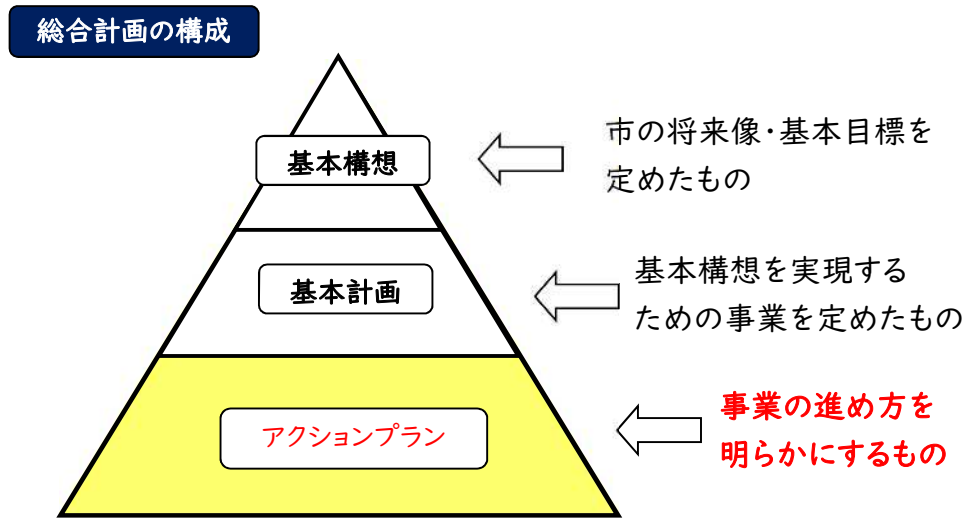 総合計画の構成
基本構想
市の将来像・基本目標を
定めたもの
基本計画
基本構想を実現する
ための事業を定めたもの
アクションプラン
事業の進め方を
明らかにするもの